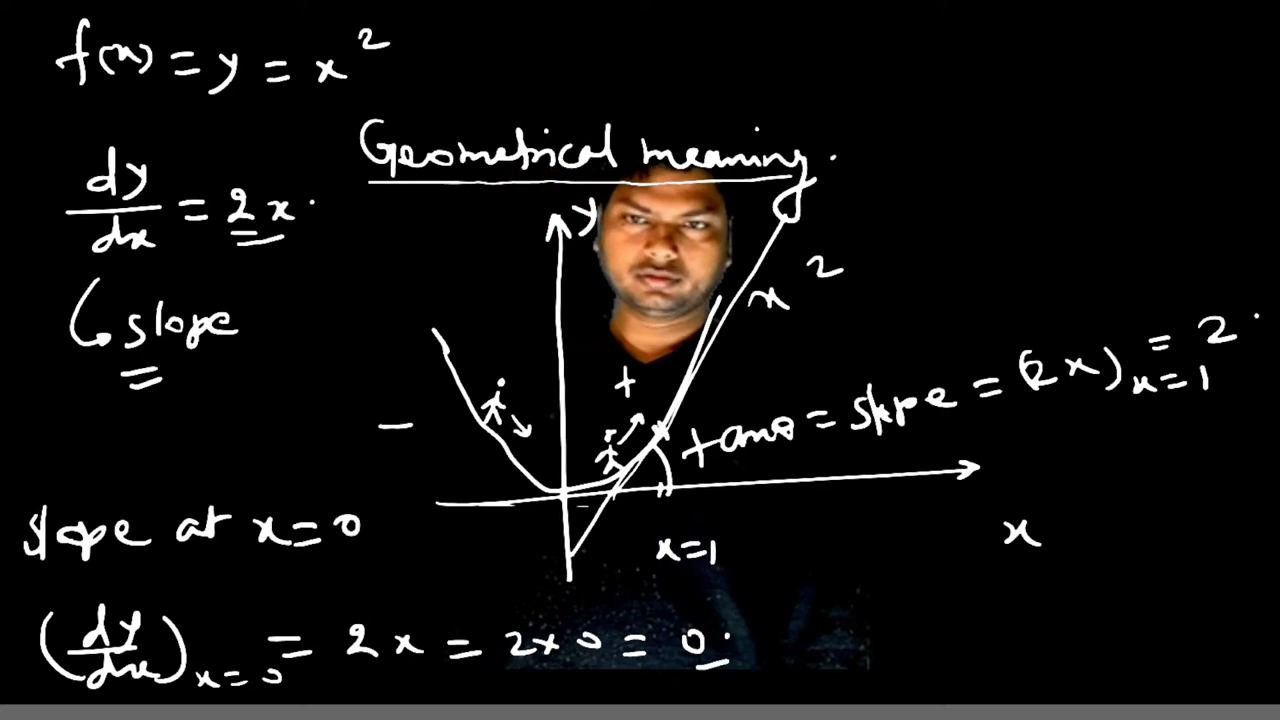 f(x) = y = x²
Geometrical meaning.
dy/dx = 2x.
slope
y
x²
+
−
tanθ = slope = (2x)x=1 = 2.
x=1
x
slope at x=0
(dy/dx)x=0 = 2x = 2×0 = 0.